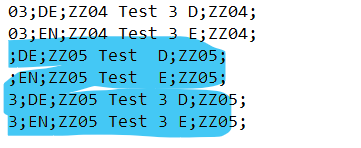 03;DE;ZZ04 Test 3 D;ZZ04;
03;EN;ZZ04 Test 3 E;ZZ04;
;DE;ZZ05 Test  D;ZZ05;
;EN;ZZ05 Test  E;ZZ05;
3;DE;ZZ05 Test 3 D;ZZ05;
3;EN;ZZ05 Test 3 E;ZZ05;